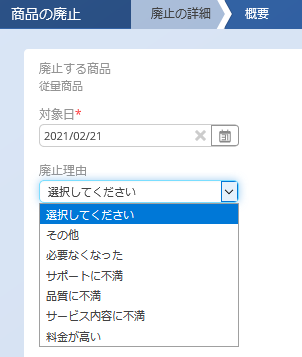 商品の廃止
廃止の詳細
概要
廃止する商品
従量商品
対象日*
2021/02/21
廃止理由
選択してください
選択してください
その他
必要なくなった
サポートに不満
品質に不満
サービス内容に不満
料金が高い